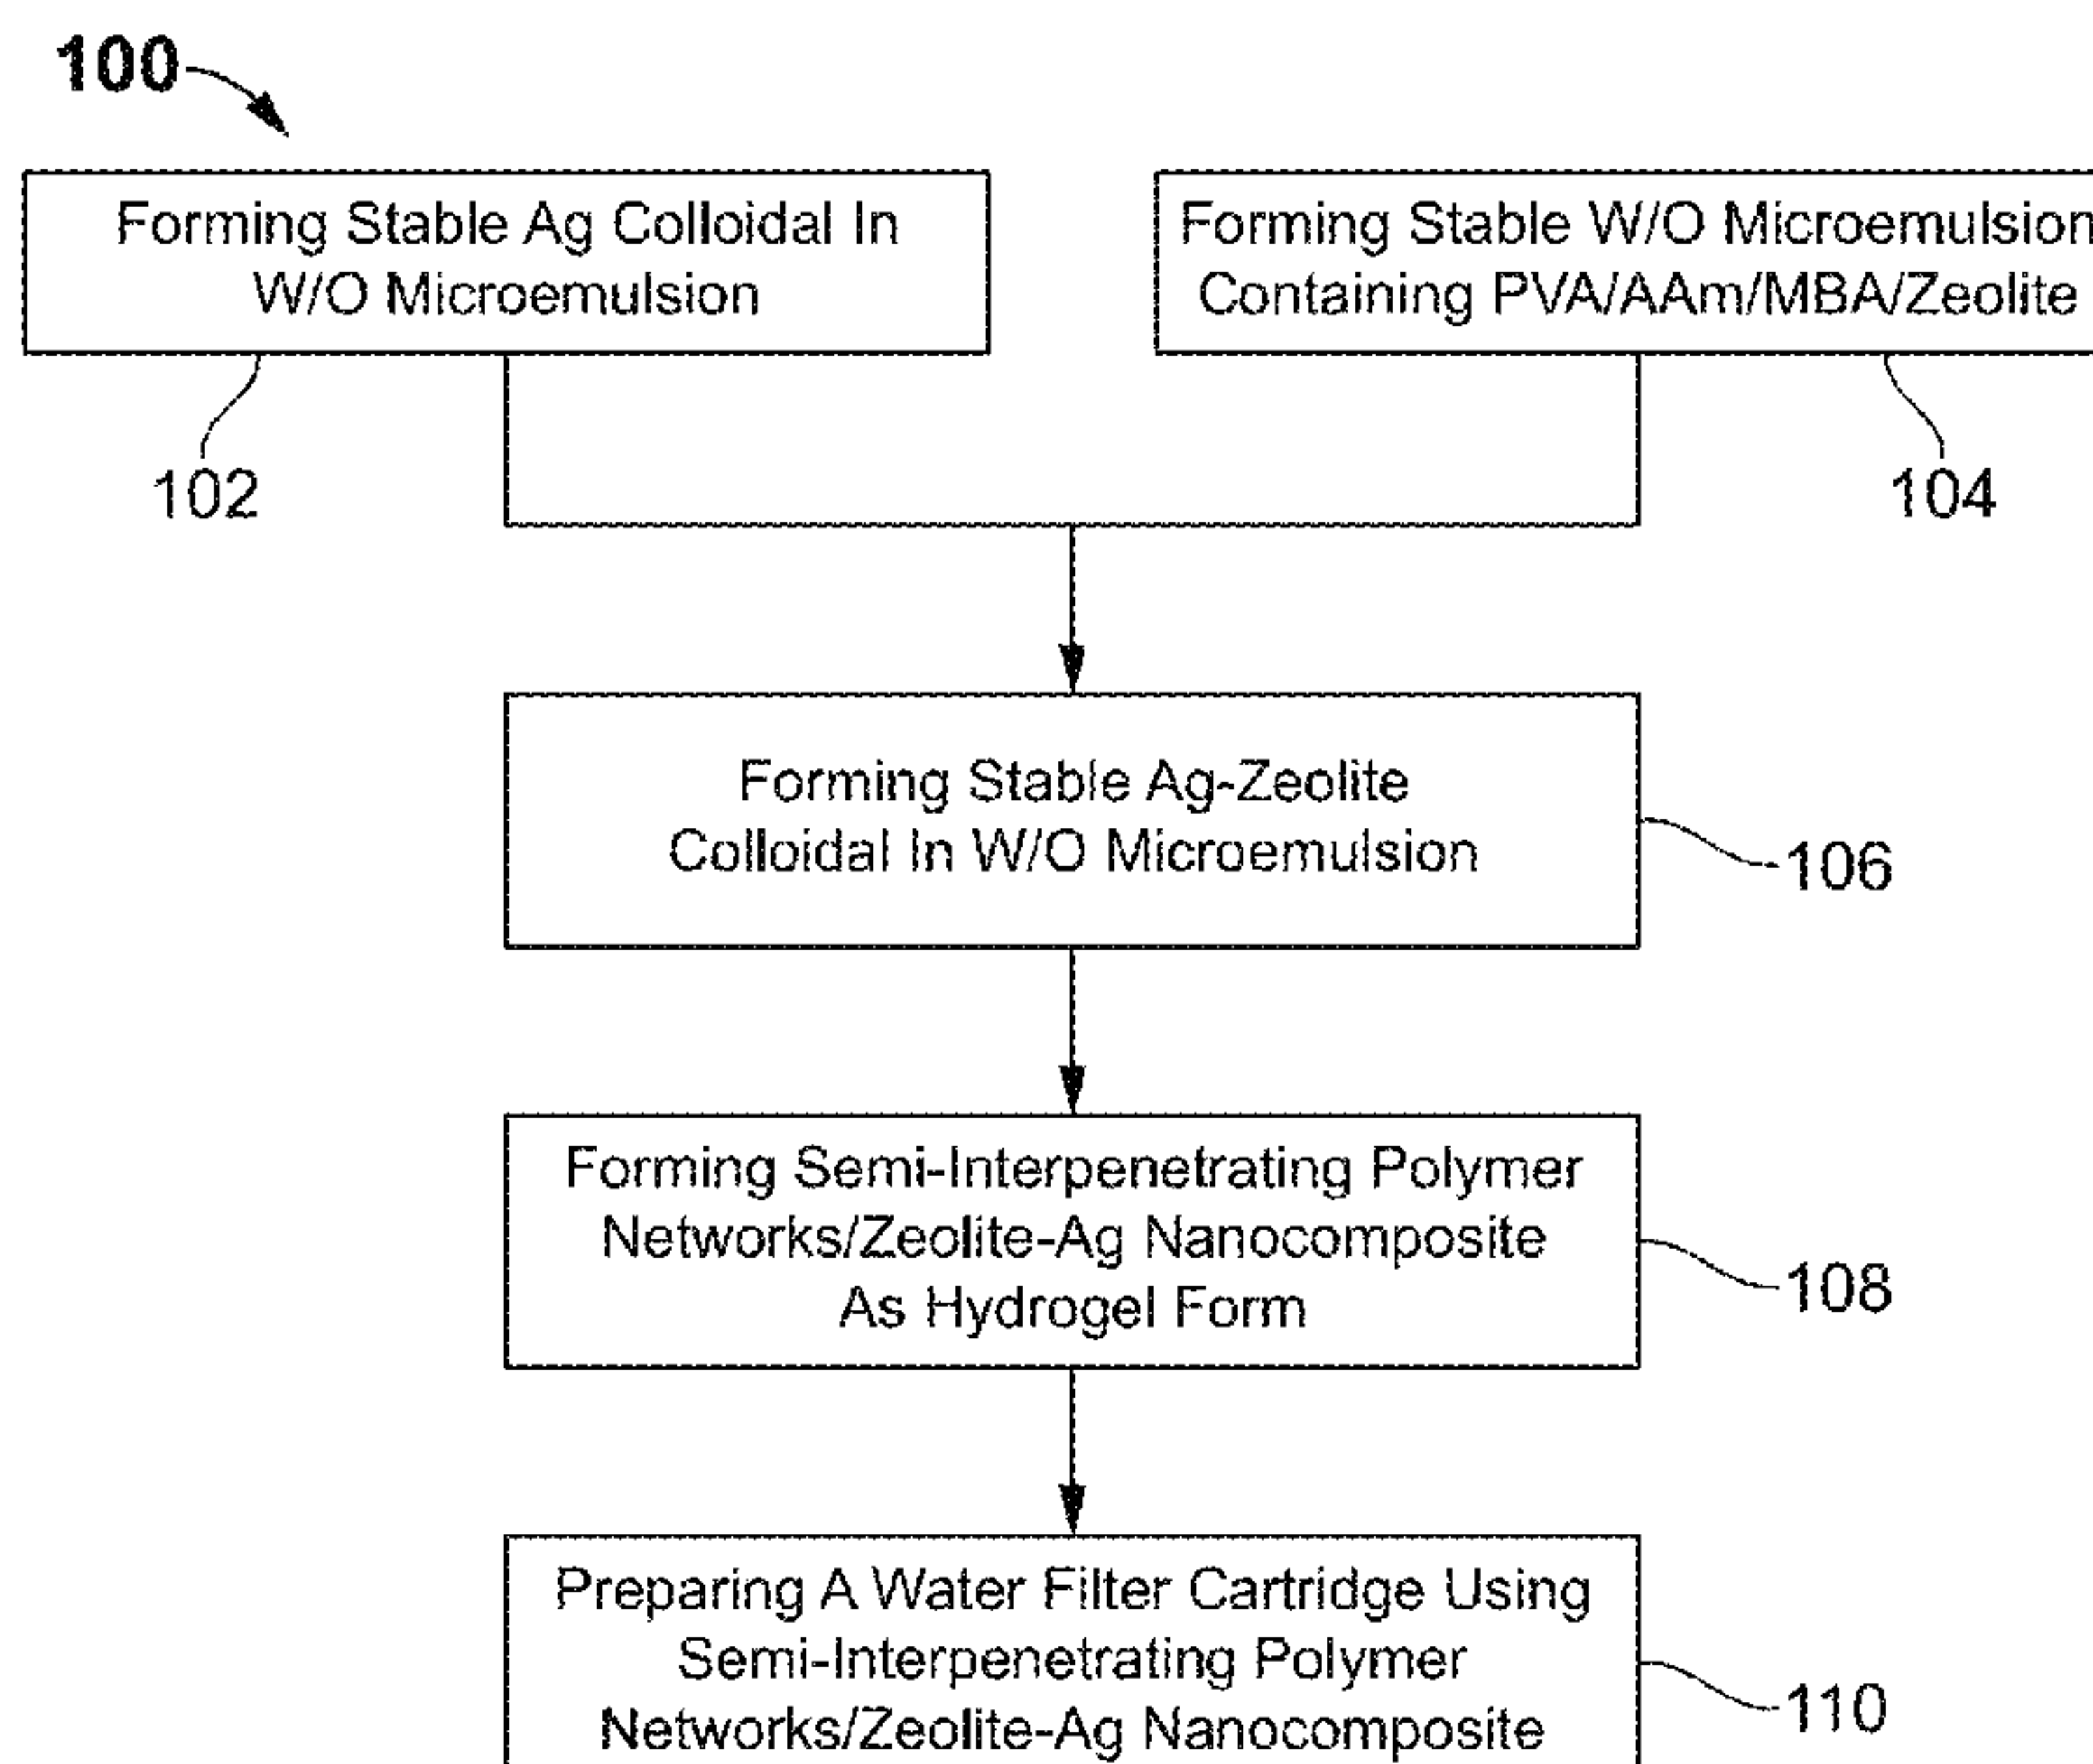 100
Forming Stable Ag Colloidal In
W/O Microemulsion
Forming Stable W/O Microemulsion
Containing PVA/AAm/MBA/Zeolite
102
104
Forming Stable Ag-Zeolite
Colloidal In W/O Microemulsion
106
Forming Semi-Interpenetrating Polymer
Networks/Zeolite-Ag Nanocomposite
As Hydrogel Form
108
Preparing A Water Filter Cartridge Using
Semi-Interpenetrating Polymer
Networks/Zeolite-Ag Nanocomposite
110